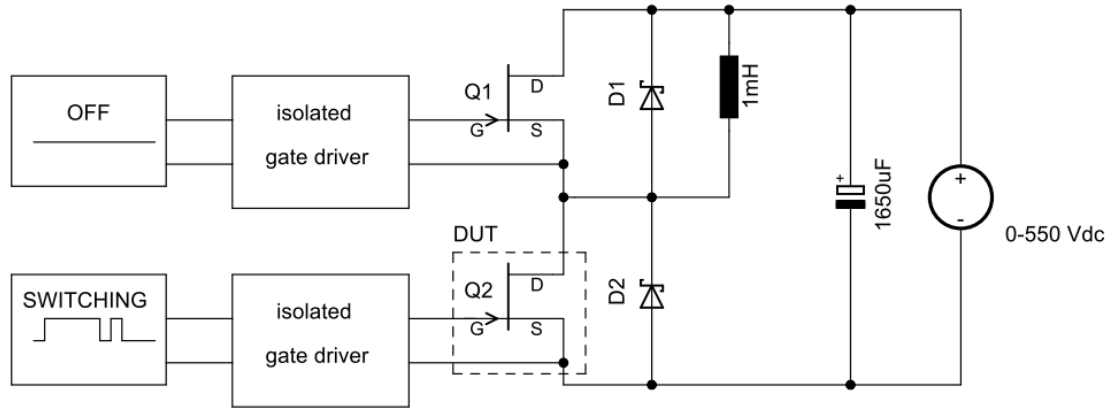 OFF
isolated
gate driver
Q1
D
G
S
D1
1mH
+
1650uF
+
-
0-550 Vdc
DUT
SWITCHING
isolated
gate driver
Q2
D
G
S
D2